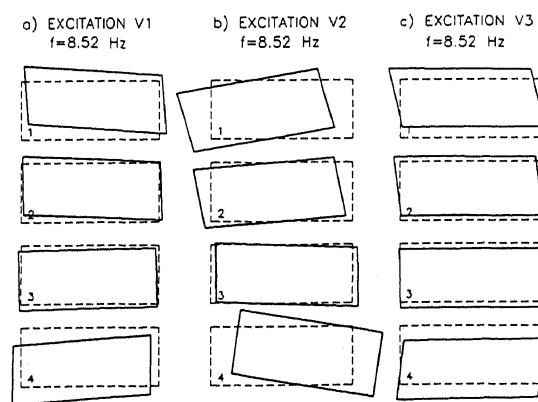 a) EXCITATION V1
f=8.52 Hz
b) EXCITATION V2
f=8.52 Hz
c) EXCITATION V3
f=8.52 Hz
1
1
1
2
2
2
3
3
3
4
4
4